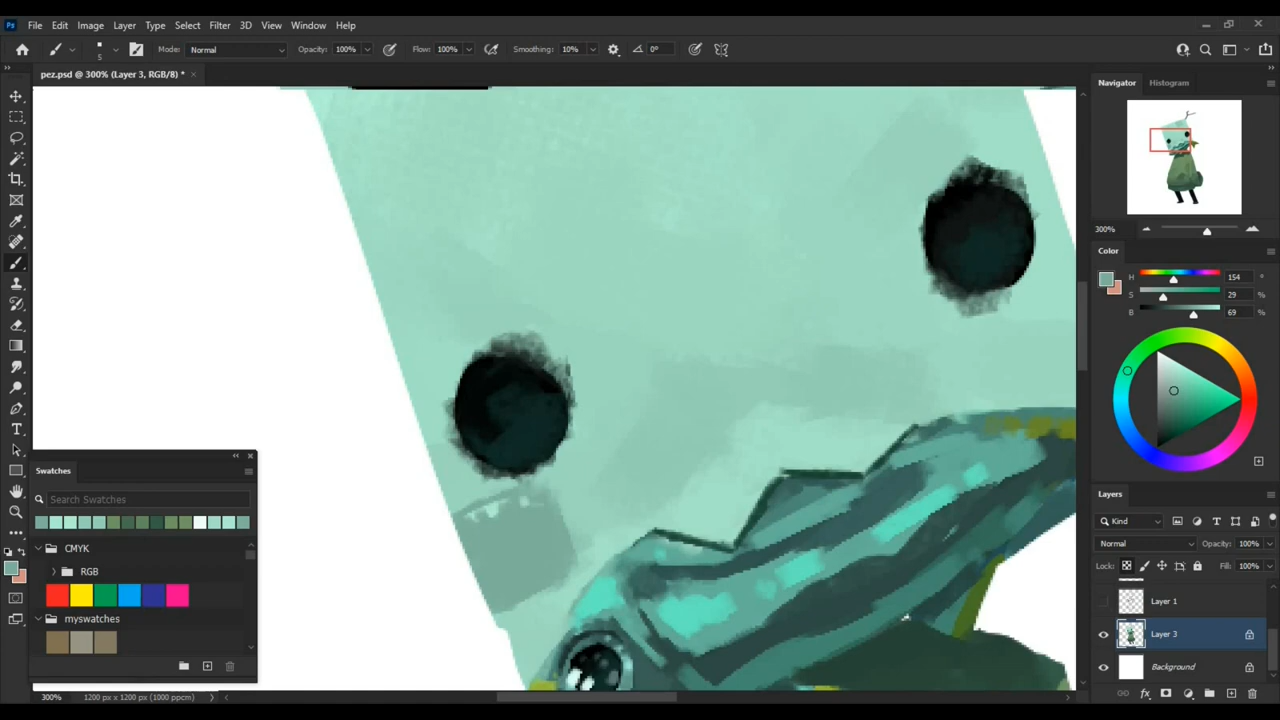 Ps File Edit Image Layer Type Select Filter 3D View Window Help
5 Mode: Normal Opacity: 100% Flow: 100% Smoothing: 10% 0°
pez.psd @ 300% (Layer 3, RGB/8) *
Navigator Histogram
300%
Color
H 154 °
S 29 %
B 69 %
Swatches
Search Swatches
CMYK
RGB
myswatches
Layers
Kind
Normal Opacity: 100%
Lock: Fill: 100%
Layer 1
Layer 3
Background
300% 1200 px x 1200 px (1000 ppcm)